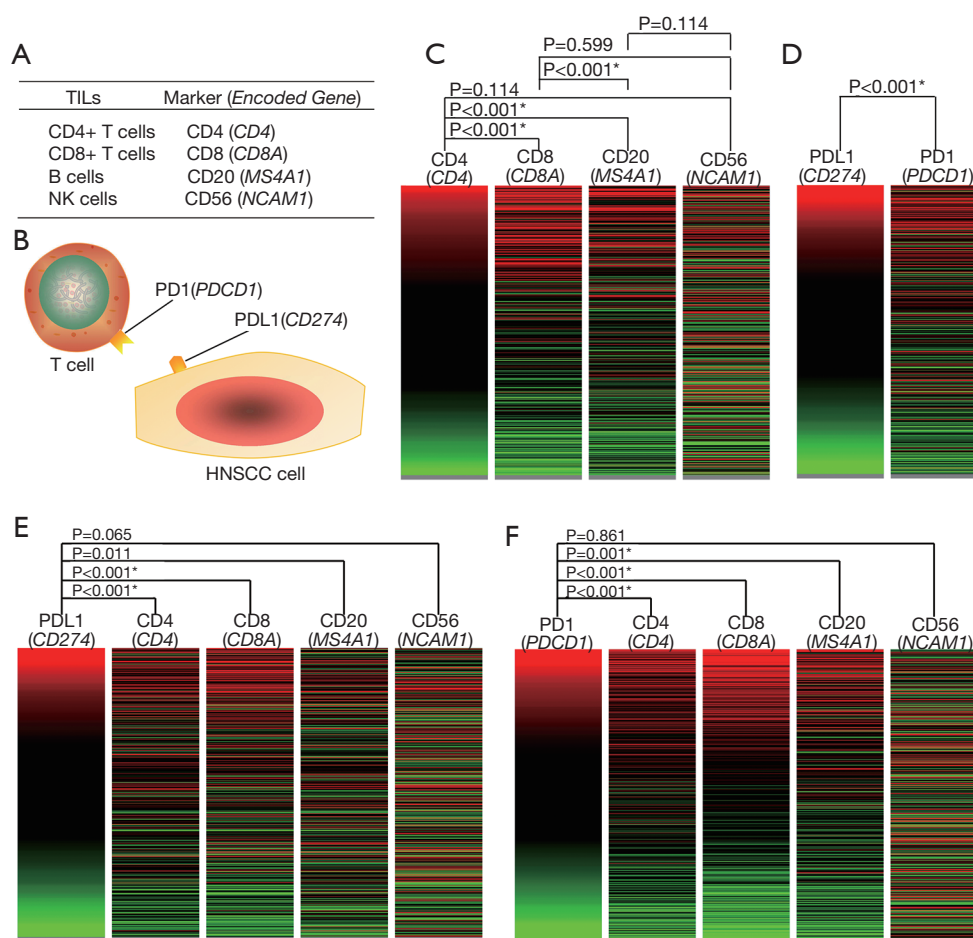 A
TILs Marker (Encoded Gene)
CD4+ T cells CD4 (CD4)
CD8+ T cells CD8 (CD8A)
B cells CD20 (MS4A1)
NK cells CD56 (NCAM1)
B
PD1(PDCD1)
PDL1(CD274)
T cell
HNSCC cell
C
P=0.114
P=0.599
P<0.001*
P=0.114
P<0.001*
P<0.001*
CD4 CD8 CD20 CD56
(CD4) (CD8A) (MS4A1) (NCAM1)
D
P<0.001*
PDL1 PD1
(CD274) (PDCD1)
E
P=0.065
P=0.011
P<0.001*
P<0.001*
PDL1 CD4 CD8 CD20 CD56
(CD274) (CD4) (CD8A) (MS4A1) (NCAM1)
F
P=0.861
P=0.001*
P<0.001*
P<0.001*
PD1 CD4 CD8 CD20 CD56
(PDCD1) (CD4) (CD8A) (MS4A1) (NCAM1)